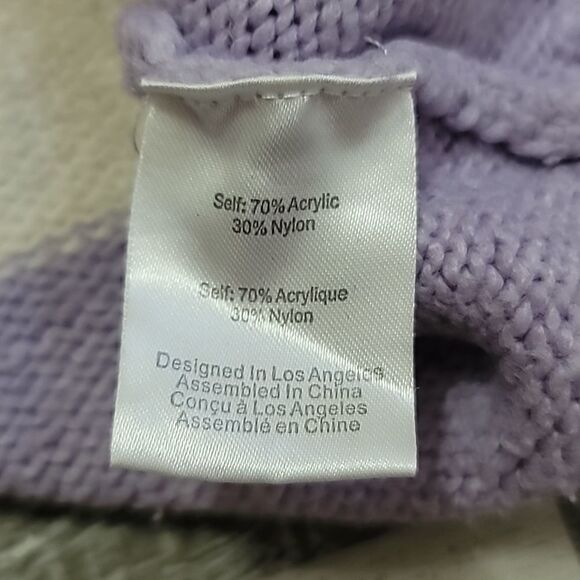 Self: 70% Acrylic
30% Nylon
Self: 70% Acrylique
30% Nylon
Designed In Los Angeles
Assembled In China
Conçu à Los Angeles
Assemblé en Chine